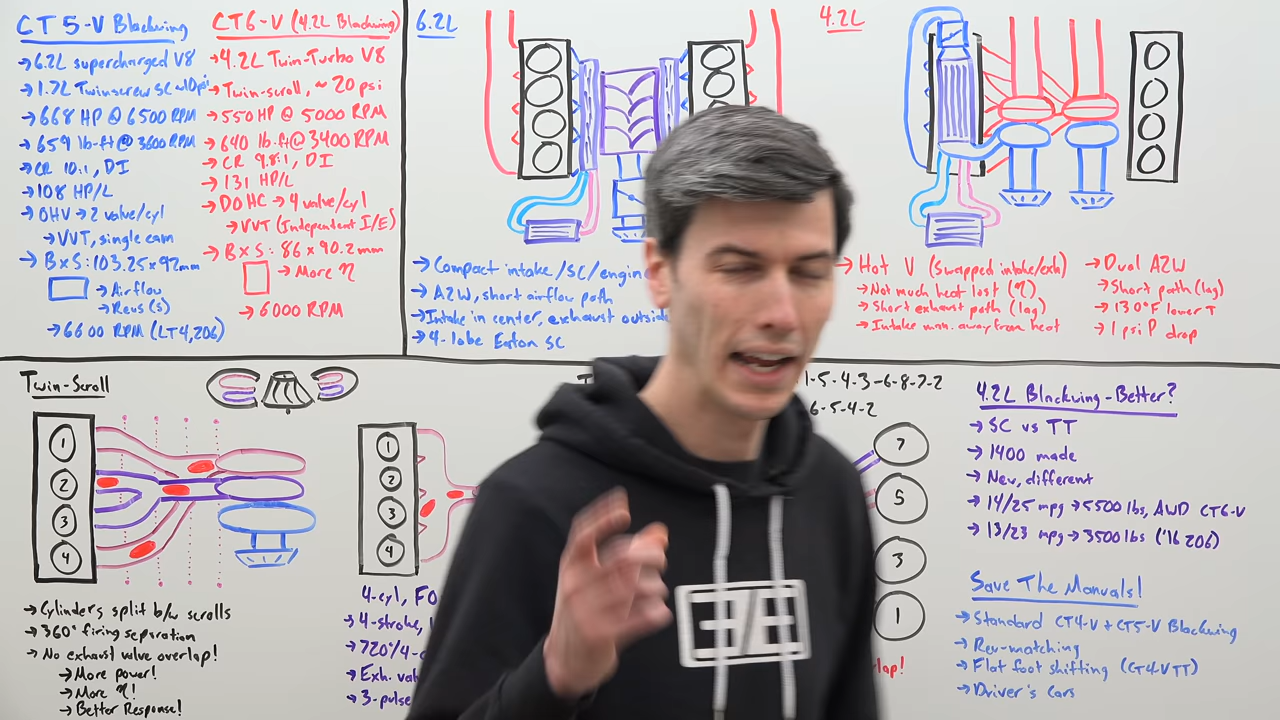 CT5-V Blackwing
→ 6.2L supercharged V8
→ 1.7L Twinscrew SC ~10psi
→ 668 HP @ 6500 RPM
→ 659 lb-ft @ 3600 RPM
→ CR 10:1, DI
→ 108 HP/L
→ OHV → 2 valve/cyl
→ VVT, single cam
→ B×S: 103.25×92mm
→ Airflow
→ Revs (S)
→ 6600 RPM (LT4, Z06)
CT6-V (4.2L Blackwing)
→ 4.2L Twin-Turbo V8
→ Twin-scroll, ~20 psi
→ 550 HP @ 5000 RPM
→ 640 lb-ft @ 3400 RPM
→ CR 9.8:1, DI
→ 131 HP/L
→ DOHC → 4 valve/cyl
→ VVT (Independent I/E)
→ B×S: 86 × 90.2mm
→ More η
→ 6000 RPM
6.2L
→ Compact intake/SC/engin
→ A2W, short airflow path
→ Intake in center, exhaust outside
→ 4-lobe Eaton SC
4.2L
→ Hot V (Swapped intake/exh)
→ Not much heat lost (η)
→ Short exhaust path (lag)
→ Intake man. away from heat
→ Dual A2W
→ Short path (lag)
→ 130°F lower T
→ 1 psi P drop
Twin-Scroll
1
2
3
4
→ Cylinders split b/w scrolls
→ 360° firing separation
→ No exhaust valve overlap!
→ More power!
→ More η!
→ Better Response!
1
2
3
4
4-cyl, FO
→ 4-stroke,
→ 720°/4-c
→ Exh. val
→ 3-pulse
1-5-4-3-6-8-7-2
6-5-4-2
7
5
3
1
lap!
E/E
4.2L Blackwing - Better?
→ SC vs TT
→ 1400 made
→ New, different
→ 14/25 mpg → 5500 lbs, AWD CT6-V
→ 13/23 mpg → 3500 lbs ('16 Z06)
Save The Manuals!
→ Standard CT4-V + CT5-V Blackwing
→ Rev-matching
→ Flat foot shifting (CT4-V TT)
→ Driver's cars